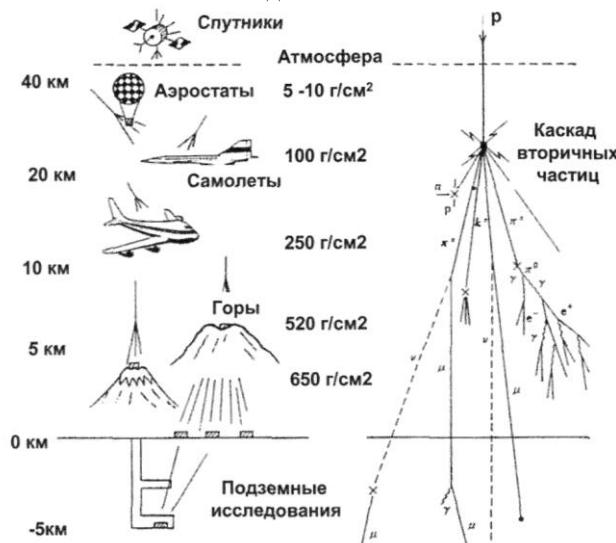 Спутники
p
Атмосфера
40 км
Аэростаты
5 -10 г/см²
Каскад
вторичных
частиц
100 г/см2
20 км
Самолеты
250 г/см2
10 км
Горы
520 г/см2
5 км
650 г/см2
0 км
Подземные
исследования
-5км
n
p
π⁰
γ
γ
e⁻
e⁺
γ
ν
ν
μ
μ
γ
μ
μ